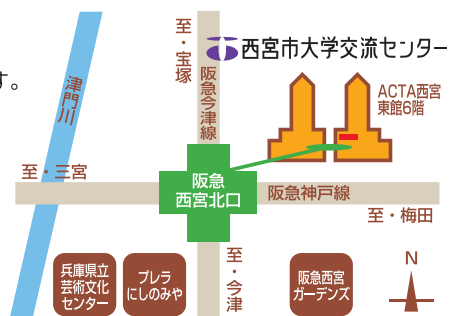 西宮市大学交流センター
す。
至・宝塚
阪急今津線
津門川
ACTA西宮
東館6階
至・三宮
阪急
西宮北口
阪急神戸線
至・梅田
兵庫県立
芸術文化
センター
プレラ
にしのみや
至・今津
阪急西宮
ガーデンズ
N